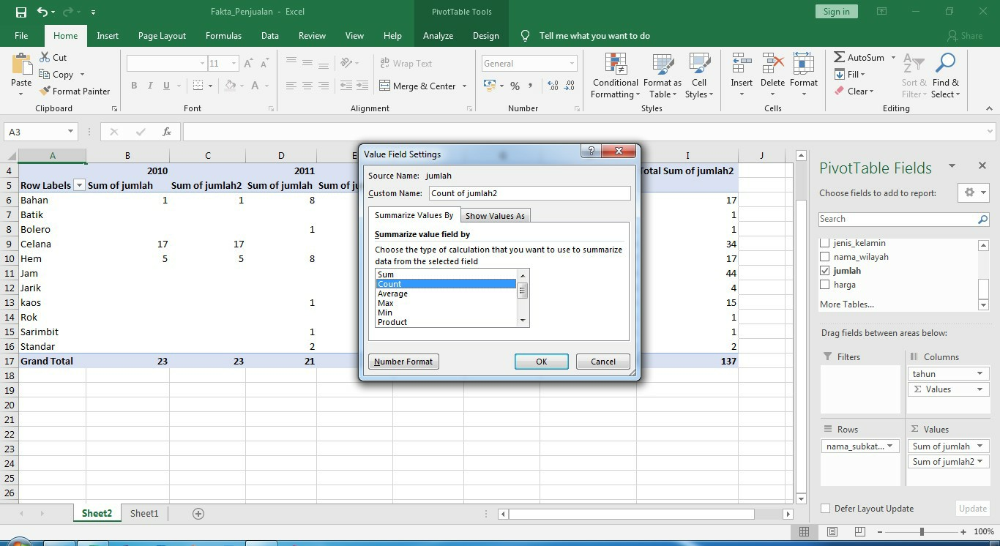 Fakta_Penjualan - Excel
PivotTable Tools
Sign in
File Home Insert Page Layout Formulas Data Review View Help Analyze Design Tell me what you want to do Share
Paste
Cut
Copy
Format Painter
Clipboard
11
B I U
Font
Wrap Text
Merge & Center
Alignment
General
%
Number
Conditional Formatting
Format as Table
Cell Styles
Styles
Insert Delete Format
Cells
AutoSum
Fill
Clear
Sort & Filter
Find & Select
Editing
A3
fx
A B C D E I J
4 2010 2011 Total Sum of jumlah2
5 Row Labels Sum of jumlah Sum of jumlah2 Sum of jumlah Sum of ju
6 Bahan 1 1 8 17
7 Batik 1
8 Bolero 1 1
9 Celana 17 17 34
10 Hem 5 5 8 17
11 Jam 44
12 Jarik 4
13 kaos 1 15
14 Rok 1
15 Sarimbit 1 1
16 Standar 2 2
17 Grand Total 23 23 21 137
18
19
20
21
22
23
24
25
26
Value Field Settings
Source Name: jumlah
Custom Name: Count of jumlah2
Summarize Values By Show Values As
Summarize value field by
Choose the type of calculation that you want to use to summarize
data from the selected field
Sum
Count
Average
Max
Min
Product
Number Format OK Cancel
PivotTable Fields
Choose fields to add to report:
Search
jenis_kelamin
nama_wilayah
jumlah
harga
More Tables...
Drag fields between areas below:
Filters
Columns
tahun
Σ Values
Rows
nama_subkat...
Σ Values
Sum of jumlah
Sum of jumlah2
Defer Layout Update Update
Sheet2 Sheet1
100%